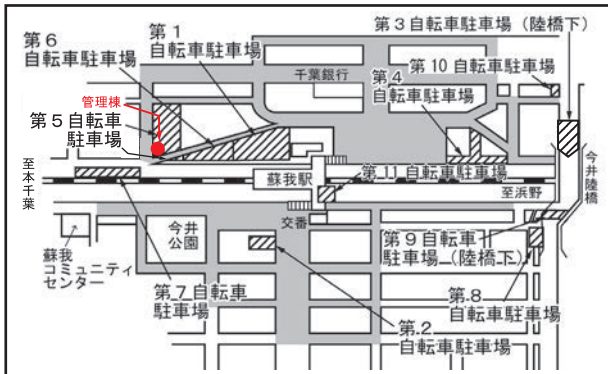 第３自転車駐車場（陸橋下）
第１
自転車駐車場
第６
自転車駐車場
第10自転車駐車場
千葉銀行
第４
自転車駐車場
管理棟
第５自転車
駐車場
至本千葉
蘇我駅
第11自転車駐車場
至浜野
今井陸橋
交番
今井
公園
蘇我
コミュニティ
センター
第９自転車
駐車場（陸橋下）
第７自転車
駐車場
第８
自転車駐車場
第２
自転車駐車場